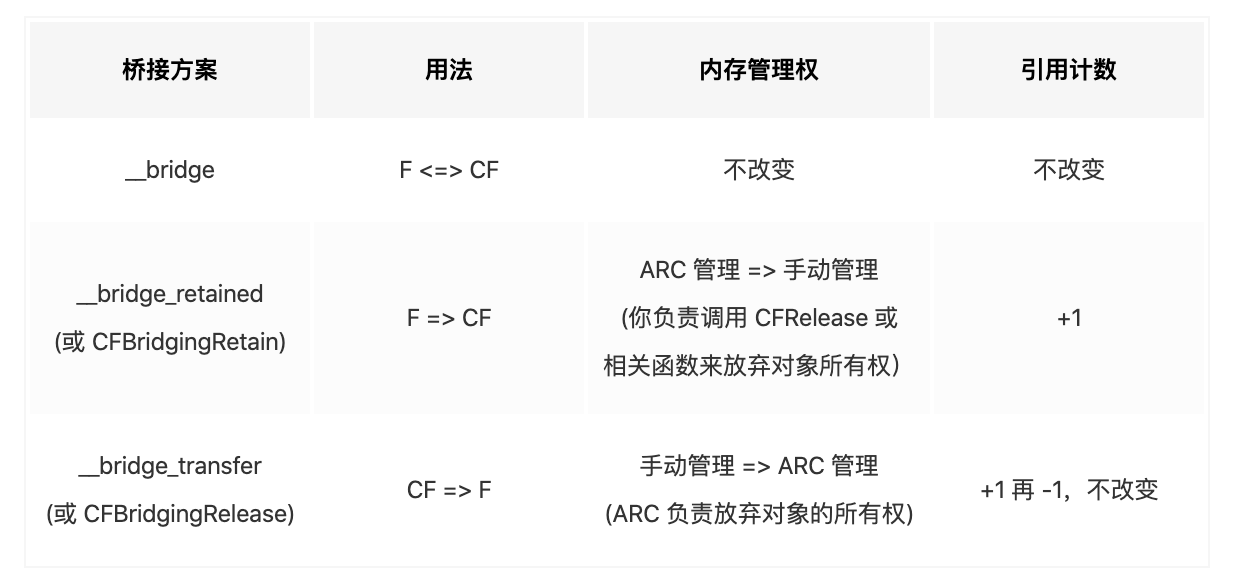 桥接方案 用法 内存管理权 引用计数
__bridge F <=> CF 不改变 不改变
__bridge_retained
(或 CFBridgingRetain)
F => CF
ARC 管理 => 手动管理
(你负责调用 CFRelease 或
相关函数来放弃对象所有权）
+1
__bridge_transfer
(或 CFBridgingRelease)
CF => F
手动管理 => ARC 管理
(ARC 负责放弃对象的所有权)
+1 再 -1，不改变